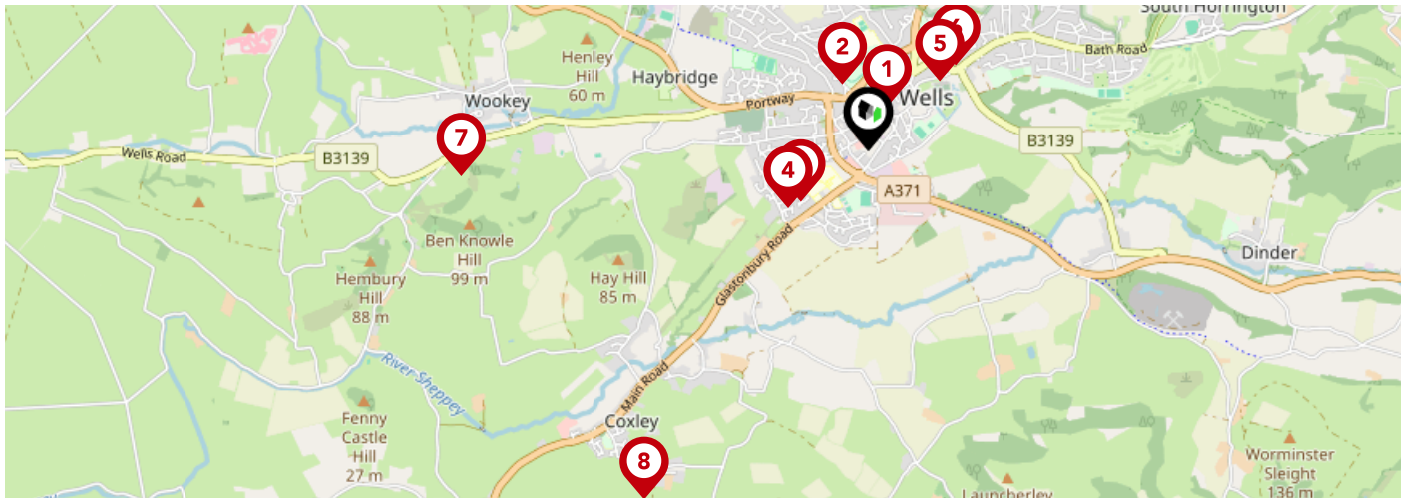 South Horrington
6
2
5
Bath Road
Henley
Hill
60 m
Haybridge
1
Wookey
Portway
Wells
7
B3139
B3139
Wells Road
4
A371
Ben Knowle
Hill
99 m
Dinder
Hay Hill
85 m
Hembury
Hill
88 m
Glastonbury Road
River Sheppey
Main Road
Fenny
Castle
Hill
27 m
Coxley
8
Worminster
Sleight
136 m
Launcherley